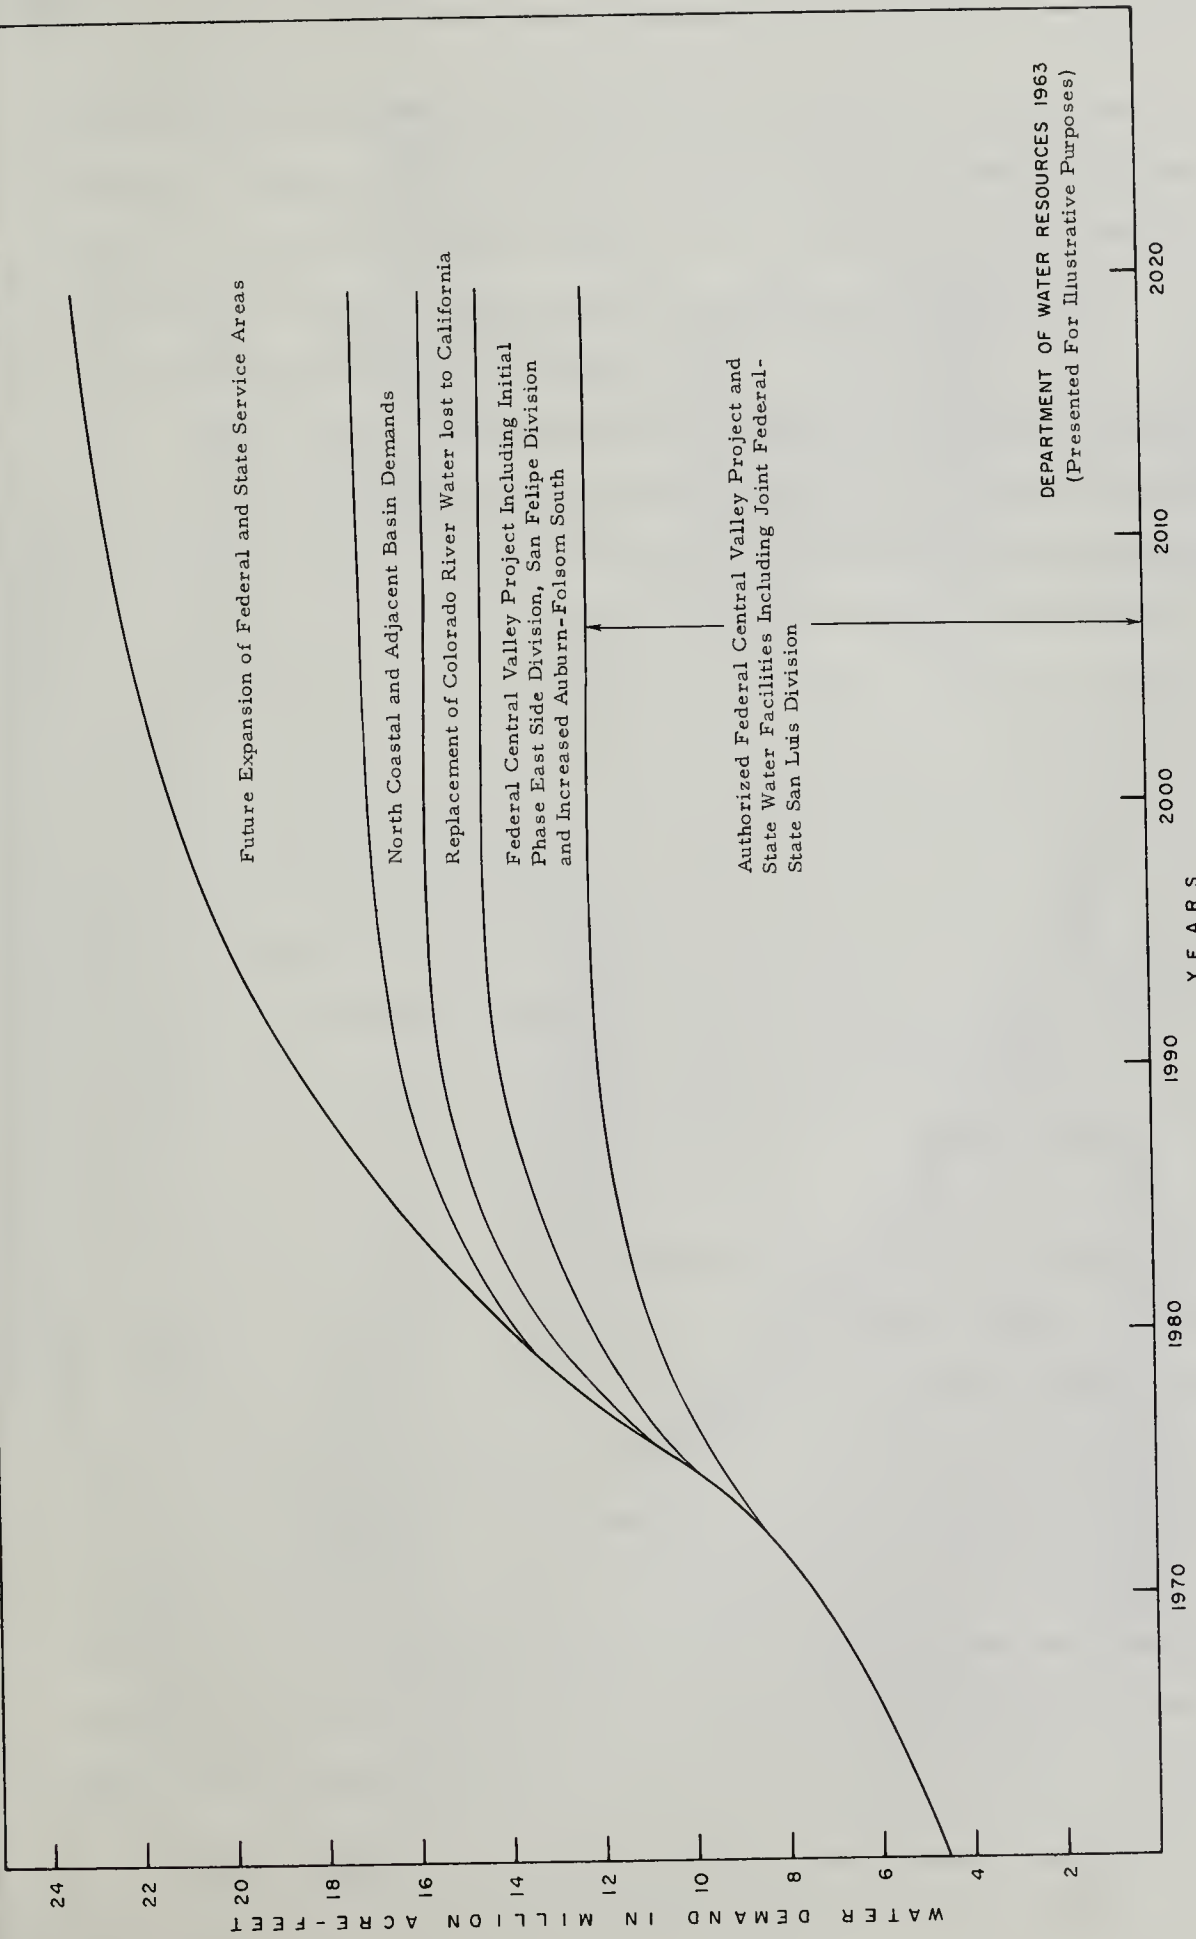 WATER DEMAND IN MILLION ACRE-FEET
24
22
20
18
16
14
12
10
8
6
4
2
Future Expansion of Federal and State Service Areas
North Coastal and Adjacent Basin Demands
Replacement of Colorado River Water lost to California
Federal Central Valley Project Including Initial
Phase East Side Division, San Felipe Division
and Increased Auburn-Folsom South
Authorized Federal Central Valley Project and
State Water Facilities Including Joint Federal-
State San Luis Division
DEPARTMENT OF WATER RESOURCES 1963
(Presented For Illustrative Purposes)
1970
1980
1990
2000
2010
2020
YEARS